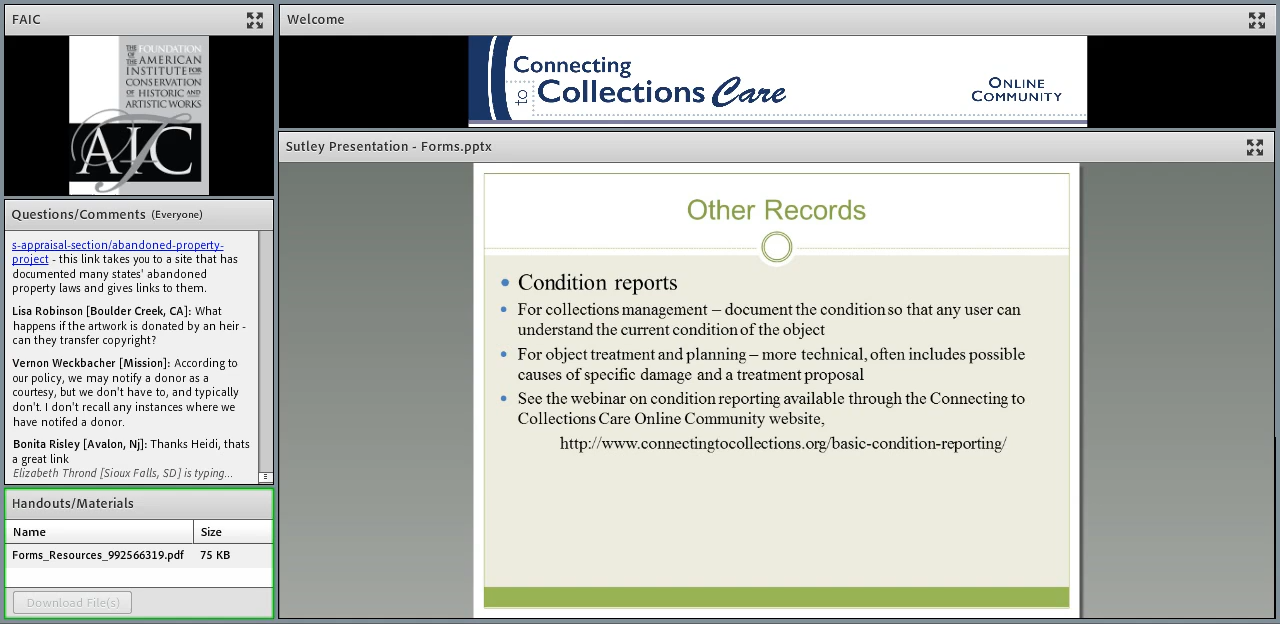 FAIC
THE FOUNDATION
OF THE AMERICAN
INSTITUTE FOR
CONSERVATION
OF HISTORIC AND
ARTISTIC WORKS
AIC
Questions/Comments (Everyone)
s-appraisal-section/abandoned-property-
project - this link takes you to a site that has
documented many states' abandoned
property laws and gives links to them.
Lisa Robinson [Boulder Creek, CA]: What
happens if the artwork is donated by an heir -
can they transfer copyright?
Vernon Weckbacher [Mission]: According to
our policy, we may notify a donor as a
courtesy, but we don't have to, and typically
don't. I don't recall any instances where we
have notifed a donor.
Bonita Risley [Avalon, Nj]: Thanks Heidi, thats
a great link
Elizabeth Thrond [Sioux Falls, SD] is typing...
Handouts/Materials
Name Size
Forms_Resources_992566319.pdf 75 KB
Download File(s)
Welcome
Connecting
to Collections Care
ONLINE
COMMUNITY
Sutley Presentation - Forms.pptx
Other Records
• Condition reports
• For collections management – document the condition so that any user can
understand the current condition of the object
• For object treatment and planning – more technical, often includes possible
causes of specific damage and a treatment proposal
• See the webinar on condition reporting available through the Connecting to
Collections Care Online Community website,
http://www.connectingtocollections.org/basic-condition-reporting/